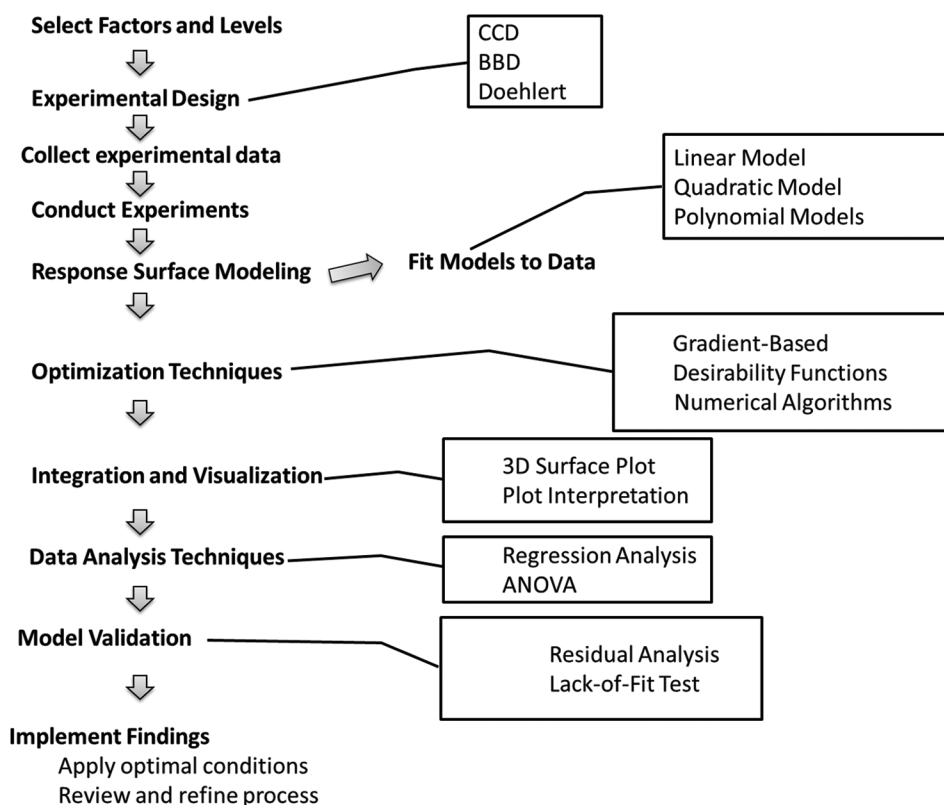 Select Factors and Levels
CCD
BBD
Doehlert
Experimental Design
Collect experimental data
Linear Model
Quadratic Model
Polynomial Models
Conduct Experiments
Response Surface Modeling
Fit Models to Data
Gradient-Based
Desirability Functions
Numerical Algorithms
Optimization Techniques
3D Surface Plot
Plot Interpretation
Integration and Visualization
Regression Analysis
ANOVA
Data Analysis Techniques
Model Validation
Residual Analysis
Lack-of-Fit Test
Implement Findings
Apply optimal conditions
Review and refine process